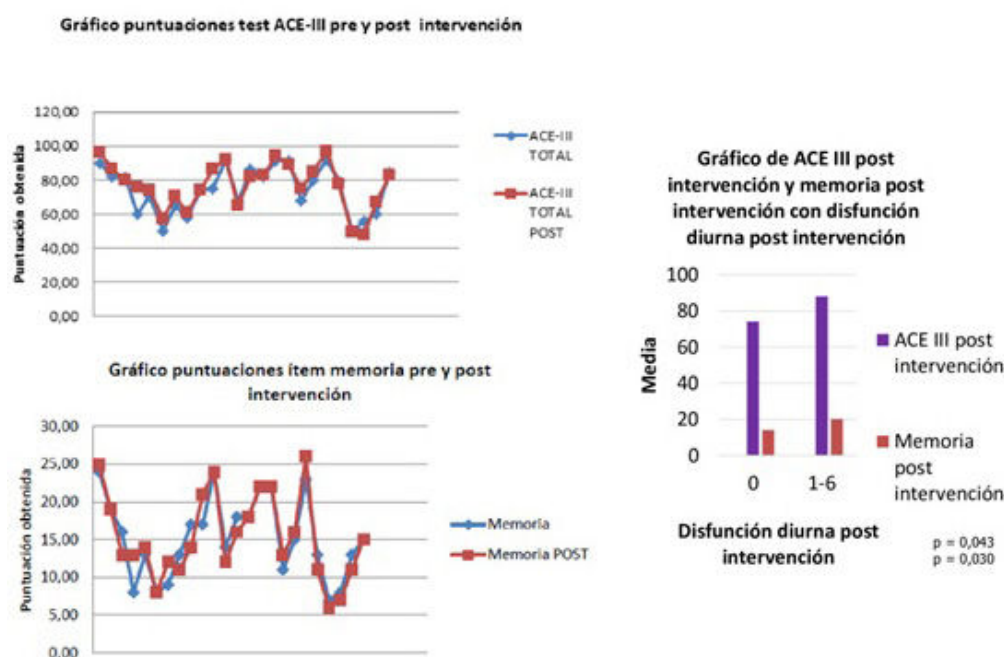 Gráfico puntuaciones test ACE-III pre y post intervención
Puntuación obtenida
120,00
100,00
80,00
60,00
40,00
20,00
0,00
ACE-III
TOTAL
ACE-III
TOTAL
POST
Gráfico puntuaciones ítem memoria pre y post
intervención
Puntuación obtenida
30,00
25,00
20,00
15,00
10,00
5,00
0,00
Memoria
Memoria POST
Gráfico de ACE III post
intervención y memoria post
intervención con disfunción
diurna post intervención
Media
100
80
60
40
20
0
0
1-6
ACE III post
intervención
Memoria
post
intervención
Disfunción diurna post
intervención
p = 0,043
p = 0,030